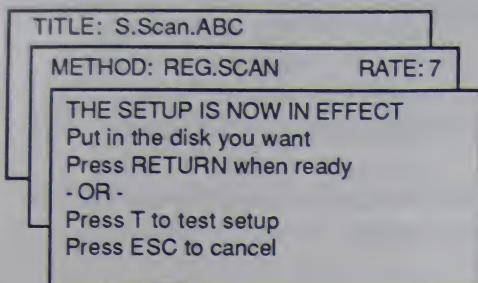 TITLE: S.Scan.ABC
METHOD: REG.SCAN RATE: 7
THE SETUP IS NOW IN EFFECT
Put in the disk you want
Press RETURN when ready
- OR -
Press T to test setup
Press ESC to cancel